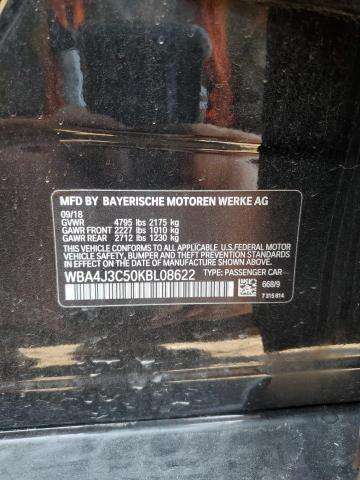 MFD BY BAYERISCHE MOTOREN WERKE AG
09/18
GVWR 4795 lbs 2175 kg
GAWR FRONT 2227 lbs 1010 kg
GAWR REAR 2712 lbs 1230 kg
THIS VEHICLE CONFORMS TO ALL APPLICABLE U.S.FEDERAL
MOTOR VEHICLE SAFETY, BUMPER, AND THEFT PREVENTION
STANDARDS IN EFFECT ON THE DATE OF MANUFACTURE
SHOWN ABOVE.
WBA4J3C50KBL08622 TYPE: PASSENGER CAR
668/9
7 315 814